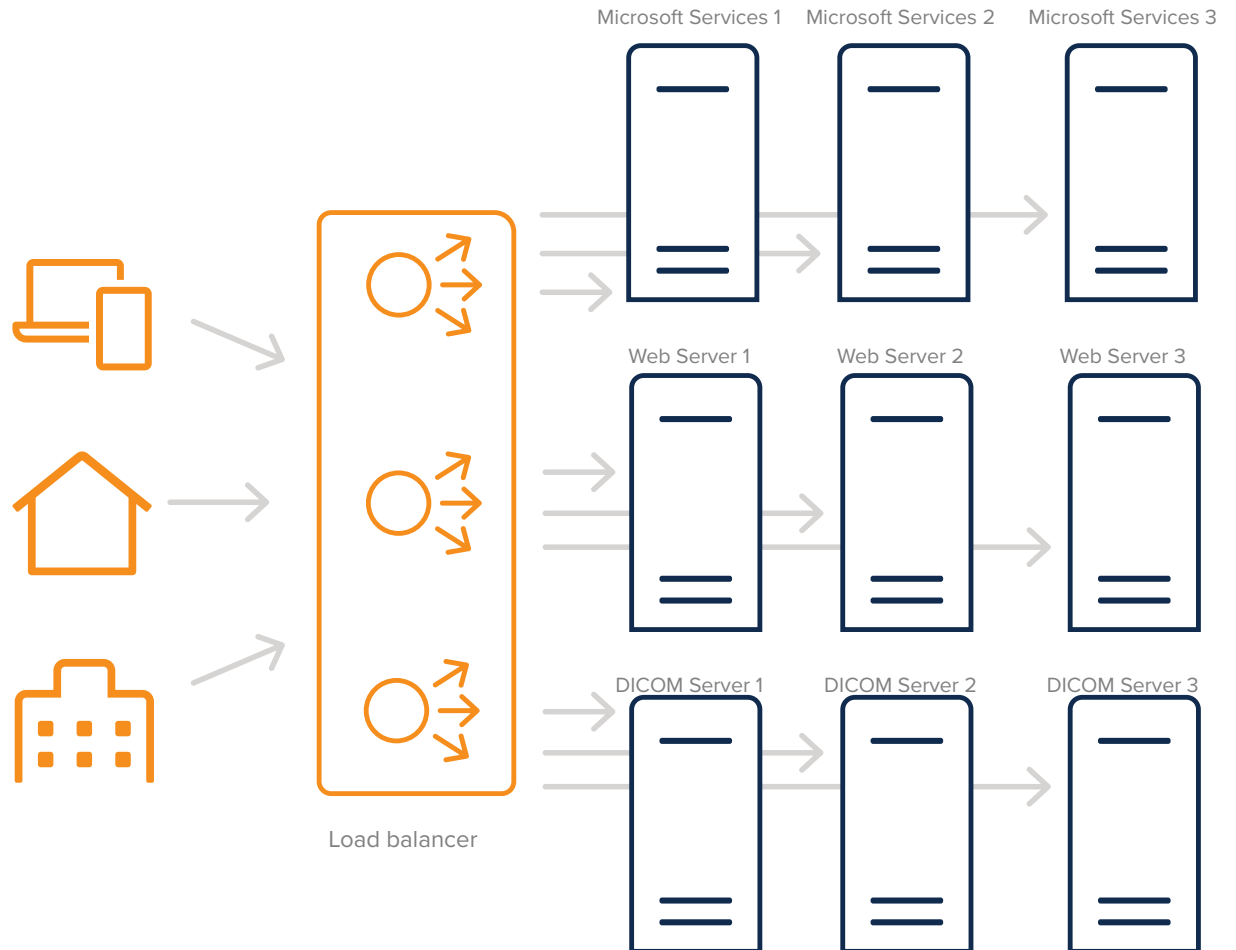 Microsoft Services 1
Microsoft Services 2
Microsoft Services 3
Web Server 1
Web Server 2
Web Server 3
DICOM Server 1
DICOM Server 2
DICOM Server 3
Load balancer